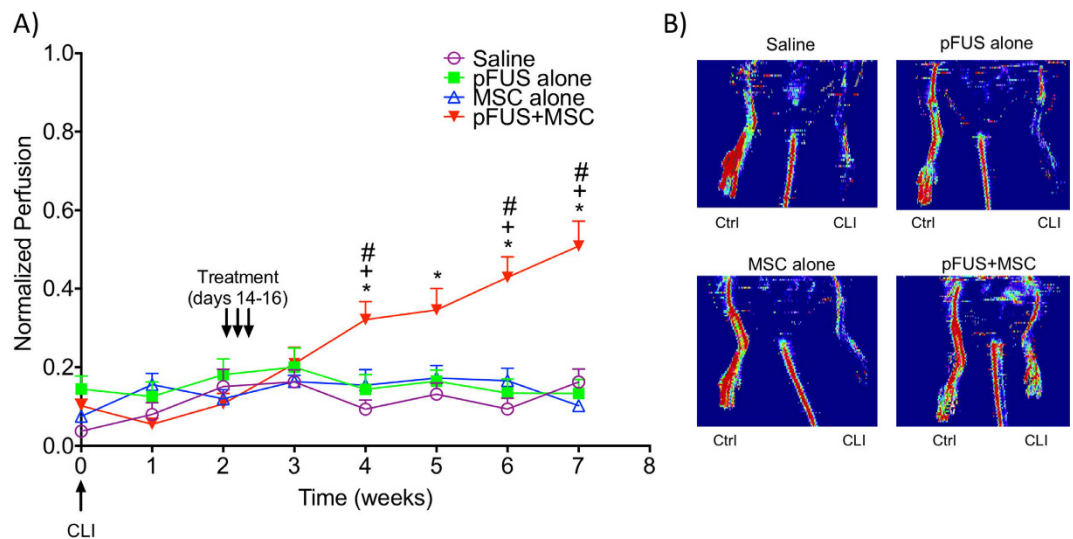 A)
1.0
0.8
0.6
0.4
0.2
0.0
Normalized Perfusion
Saline
pFUS alone
MSC alone
pFUS+MSC
Treatment
(days 14-16)
#
+
*
*
#
+
*
#
+
*
0 1 2 3 4 5 6 7 8
Time (weeks)
CLI
B)
Saline
pFUS alone
Ctrl CLI
Ctrl CLI
MSC alone
pFUS+MSC
Ctrl CLI
Ctrl CLI